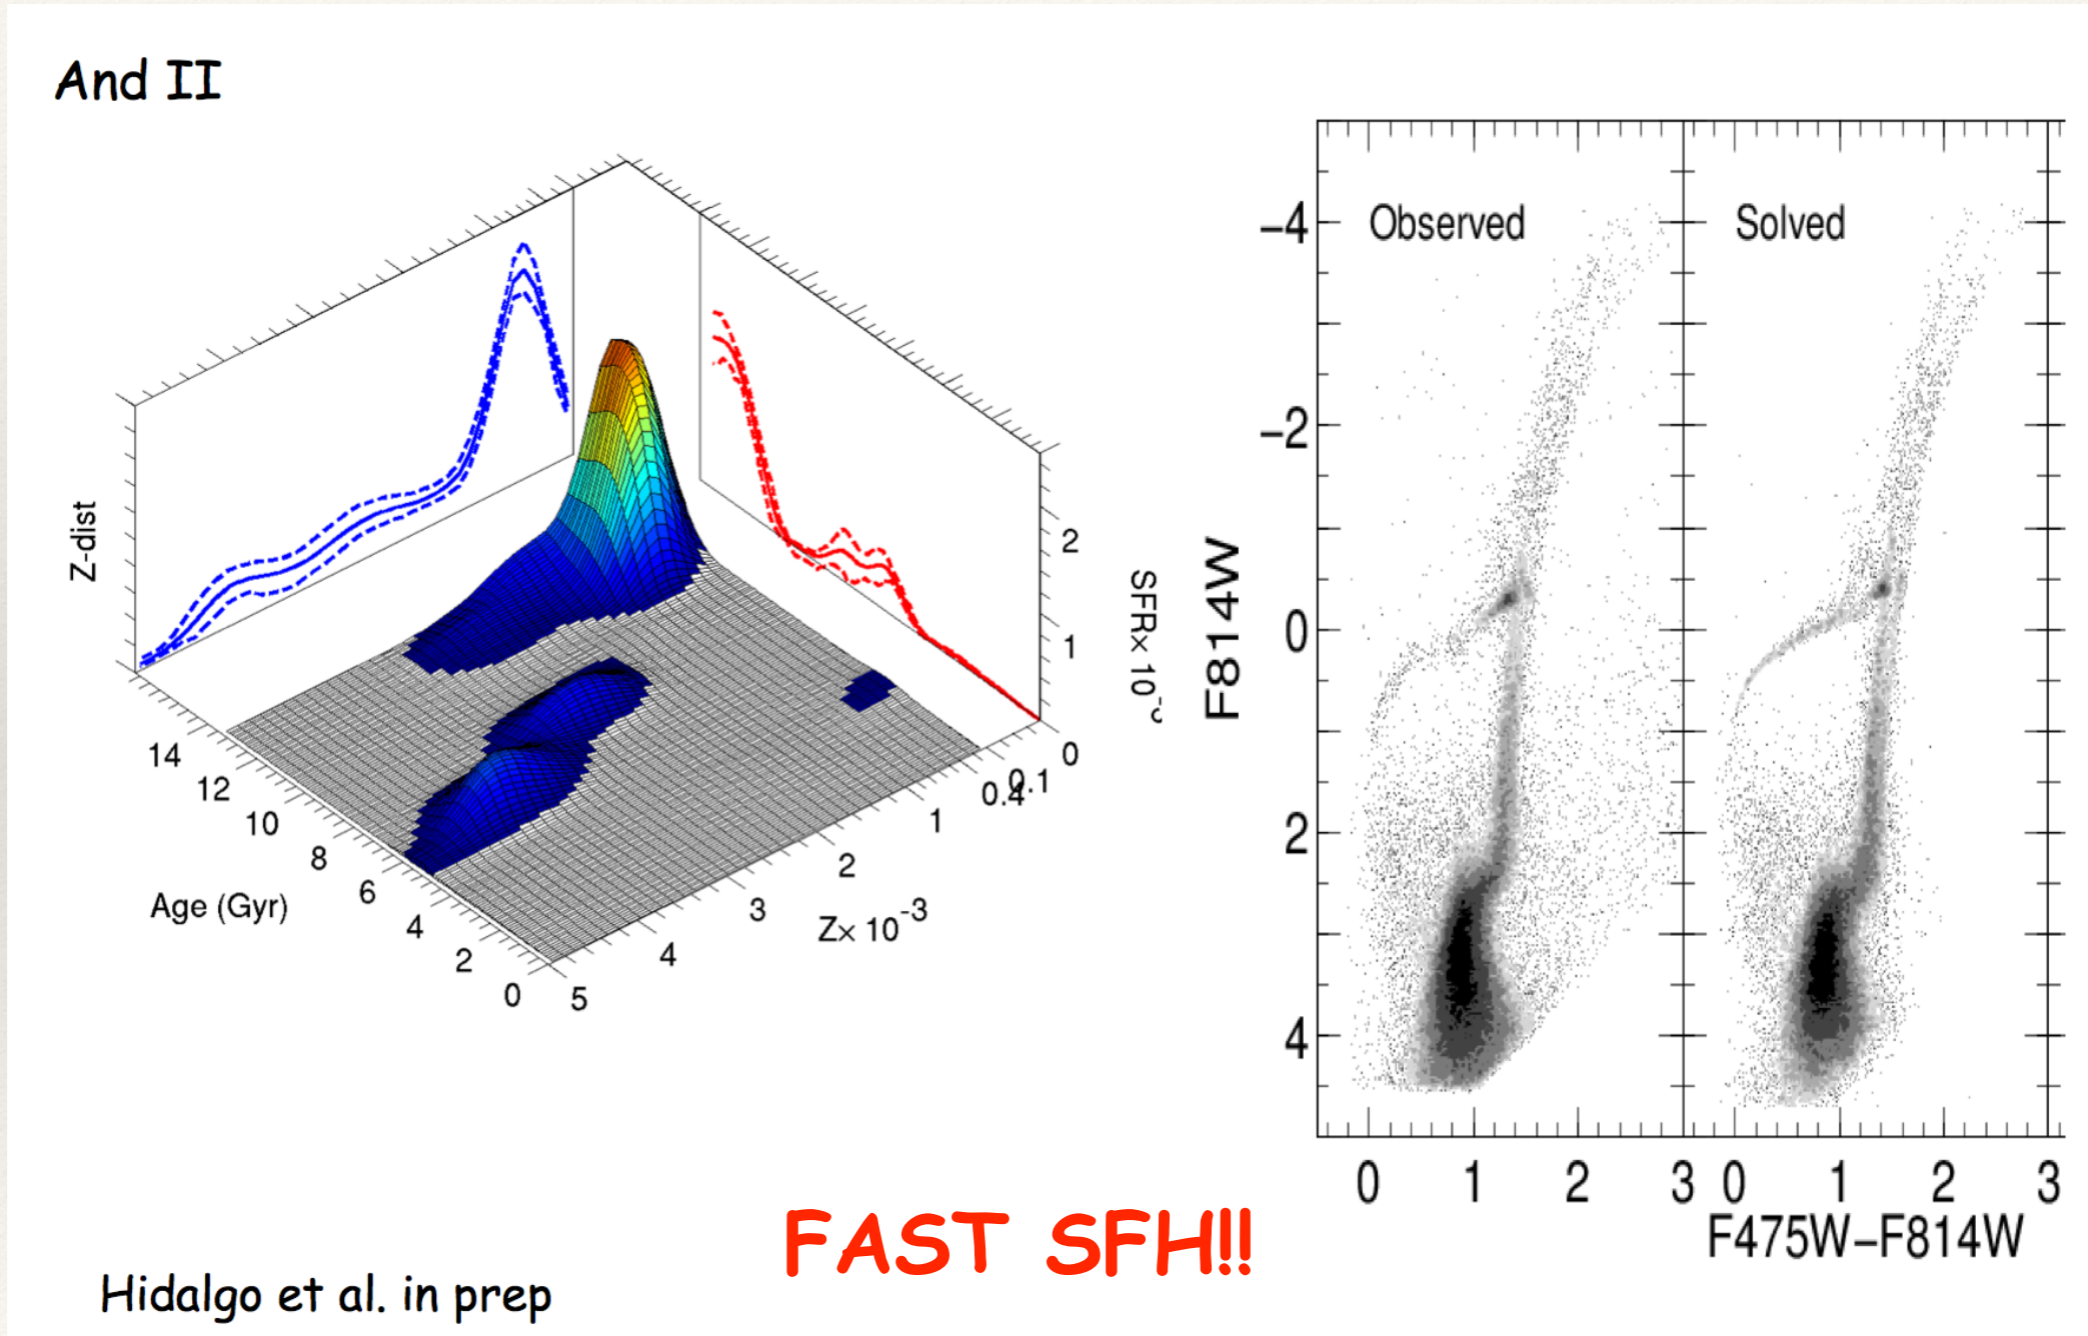 And II
Z-dist
14
12
10
8
6
4
2
0
Age (Gyr)
5
4
3
2
1
0.4
0.1
Z× 10^-3
0
1
2
SFR× 10^-
F814W
−4
−2
0
2
4
Observed
Solved
0 1 2 3 0 1 2 3
F475W−F814W
FAST SFH!!
Hidalgo et al. in prep